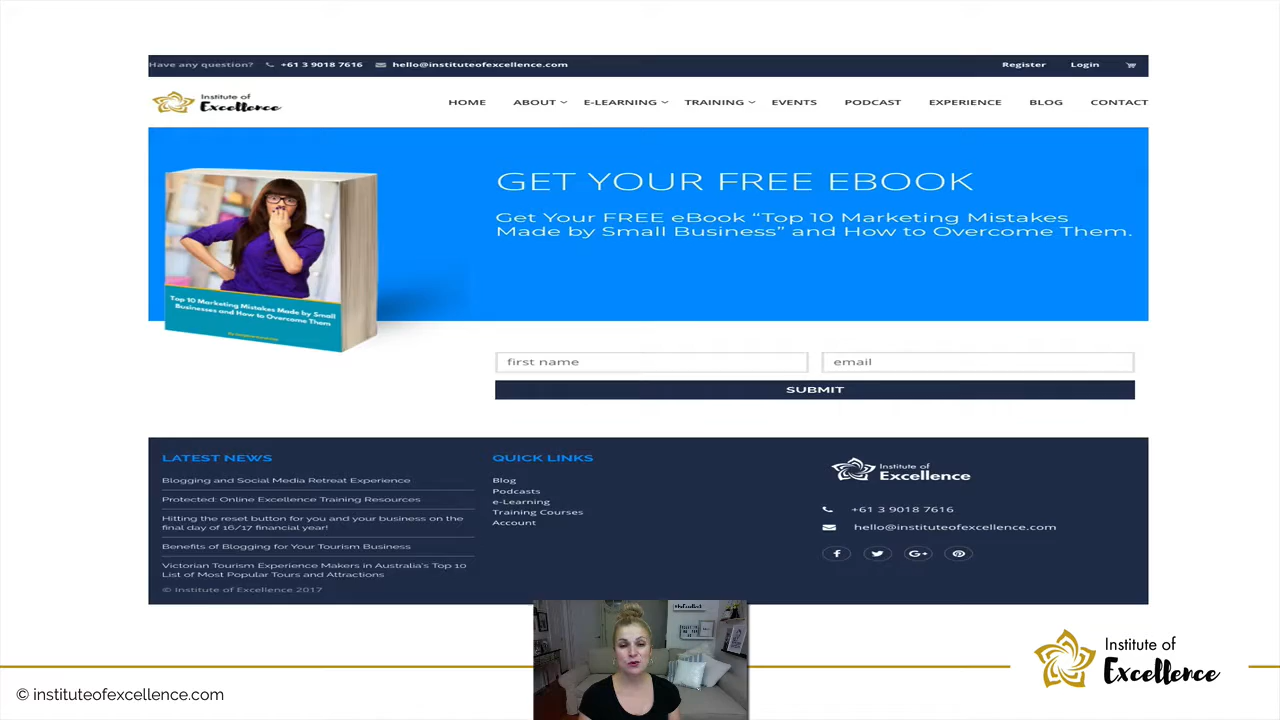 Have any question? +61 3 9018 7616 hello@instituteofexcellence.com Register Login
Institute of
Excellence
HOME ABOUT E-LEARNING TRAINING EVENTS PODCAST EXPERIENCE BLOG CONTACT
GET YOUR FREE EBOOK
Get Your FREE eBook “Top 10 Marketing Mistakes
Made by Small Business” and How to Overcome Them.
Top 10 Marketing Mistakes Made by Small
Businesses and How to Overcome Them
first name email
SUBMIT
LATEST NEWS
Blogging and Social Media Retreat Experience
Protected: Online Excellence Training Resources
Hitting the reset button for you and your business on the
final day of 16/17 financial year!
Benefits of Blogging for Your Tourism Business
Victorian Tourism Experience Makers in Australia's Top 10
List of Most Popular Tours and Attractions
© Institute of Excellence 2017
QUICK LINKS
Blog
Podcasts
e-Learning
Training Courses
Account
Institute of
Excellence
+61 3 9018 7616
hello@instituteofexcellence.com
© instituteofexcellence.com
Institute of
Excellence